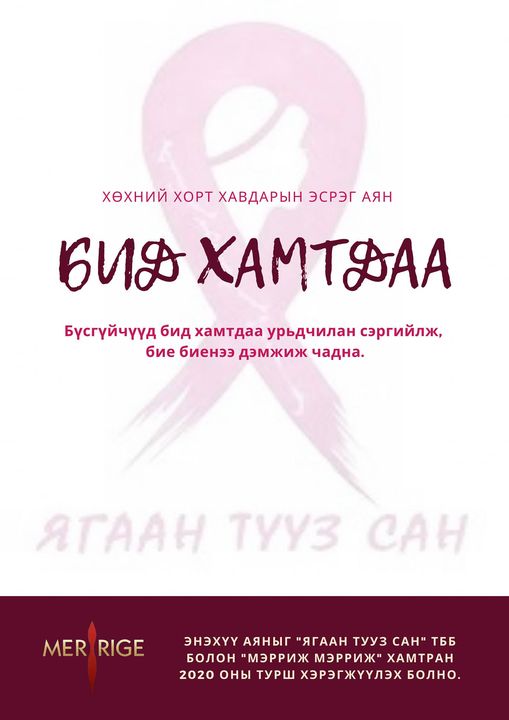 ХӨХНИЙ ХОРТ ХАВДАРЫН ЭСРЭГ АЯН
БИД ХАМТДАА
Бүсгүйчүүд бид хамтдаа урьдчилан сэргийлж,
бие биенээ дэмжиж чадна.
ЯГААН ТУУЗ САН
MERRIGE
ЭНЭХҮҮ АЯНЫГ "ЯГААН ТУУЗ САН" ТББ
БОЛОН "МЭРРИЖ МЭРРИЖ" ХАМТРАН
2020 ОНЫ ТУРШ ХЭРЭГЖҮҮЛЭХ БОЛНО.